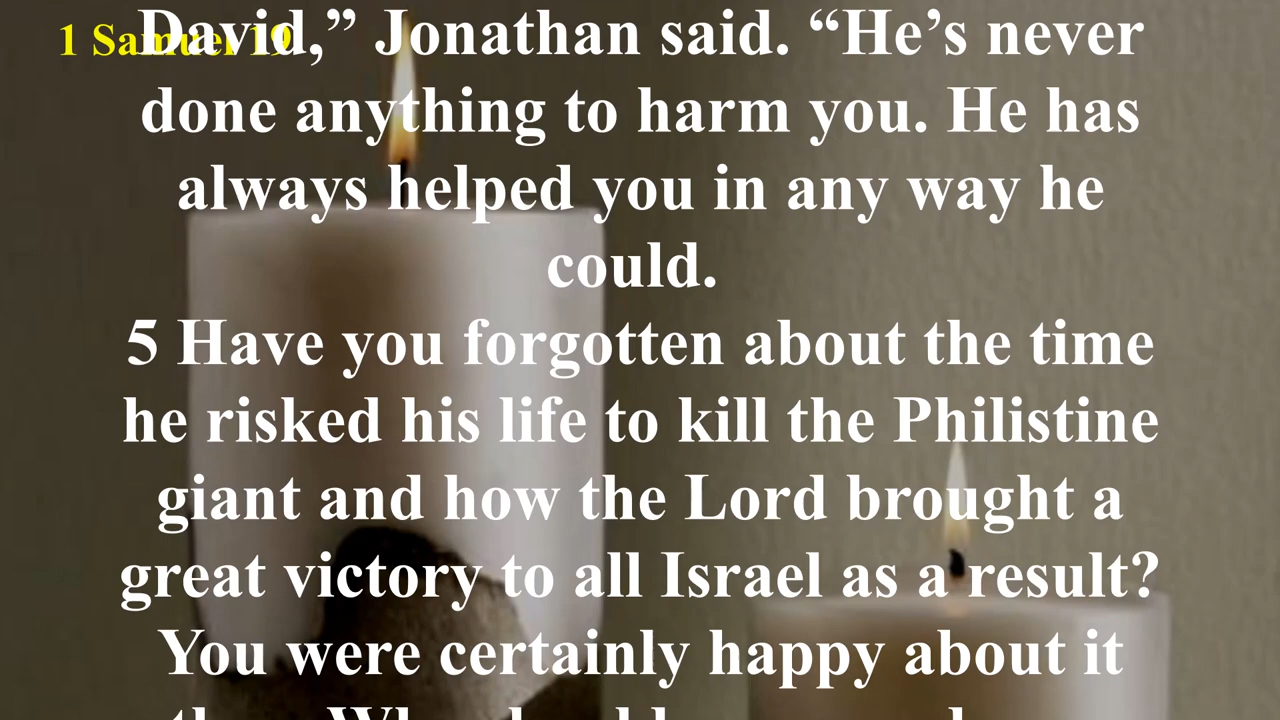 1 Samuel 19
David,” Jonathan said. “He’s never
done anything to harm you. He has
always helped you in any way he
could.
5 Have you forgotten about the time
he risked his life to kill the Philistine
giant and how the Lord brought a
great victory to all Israel as a result?
You were certainly happy about it